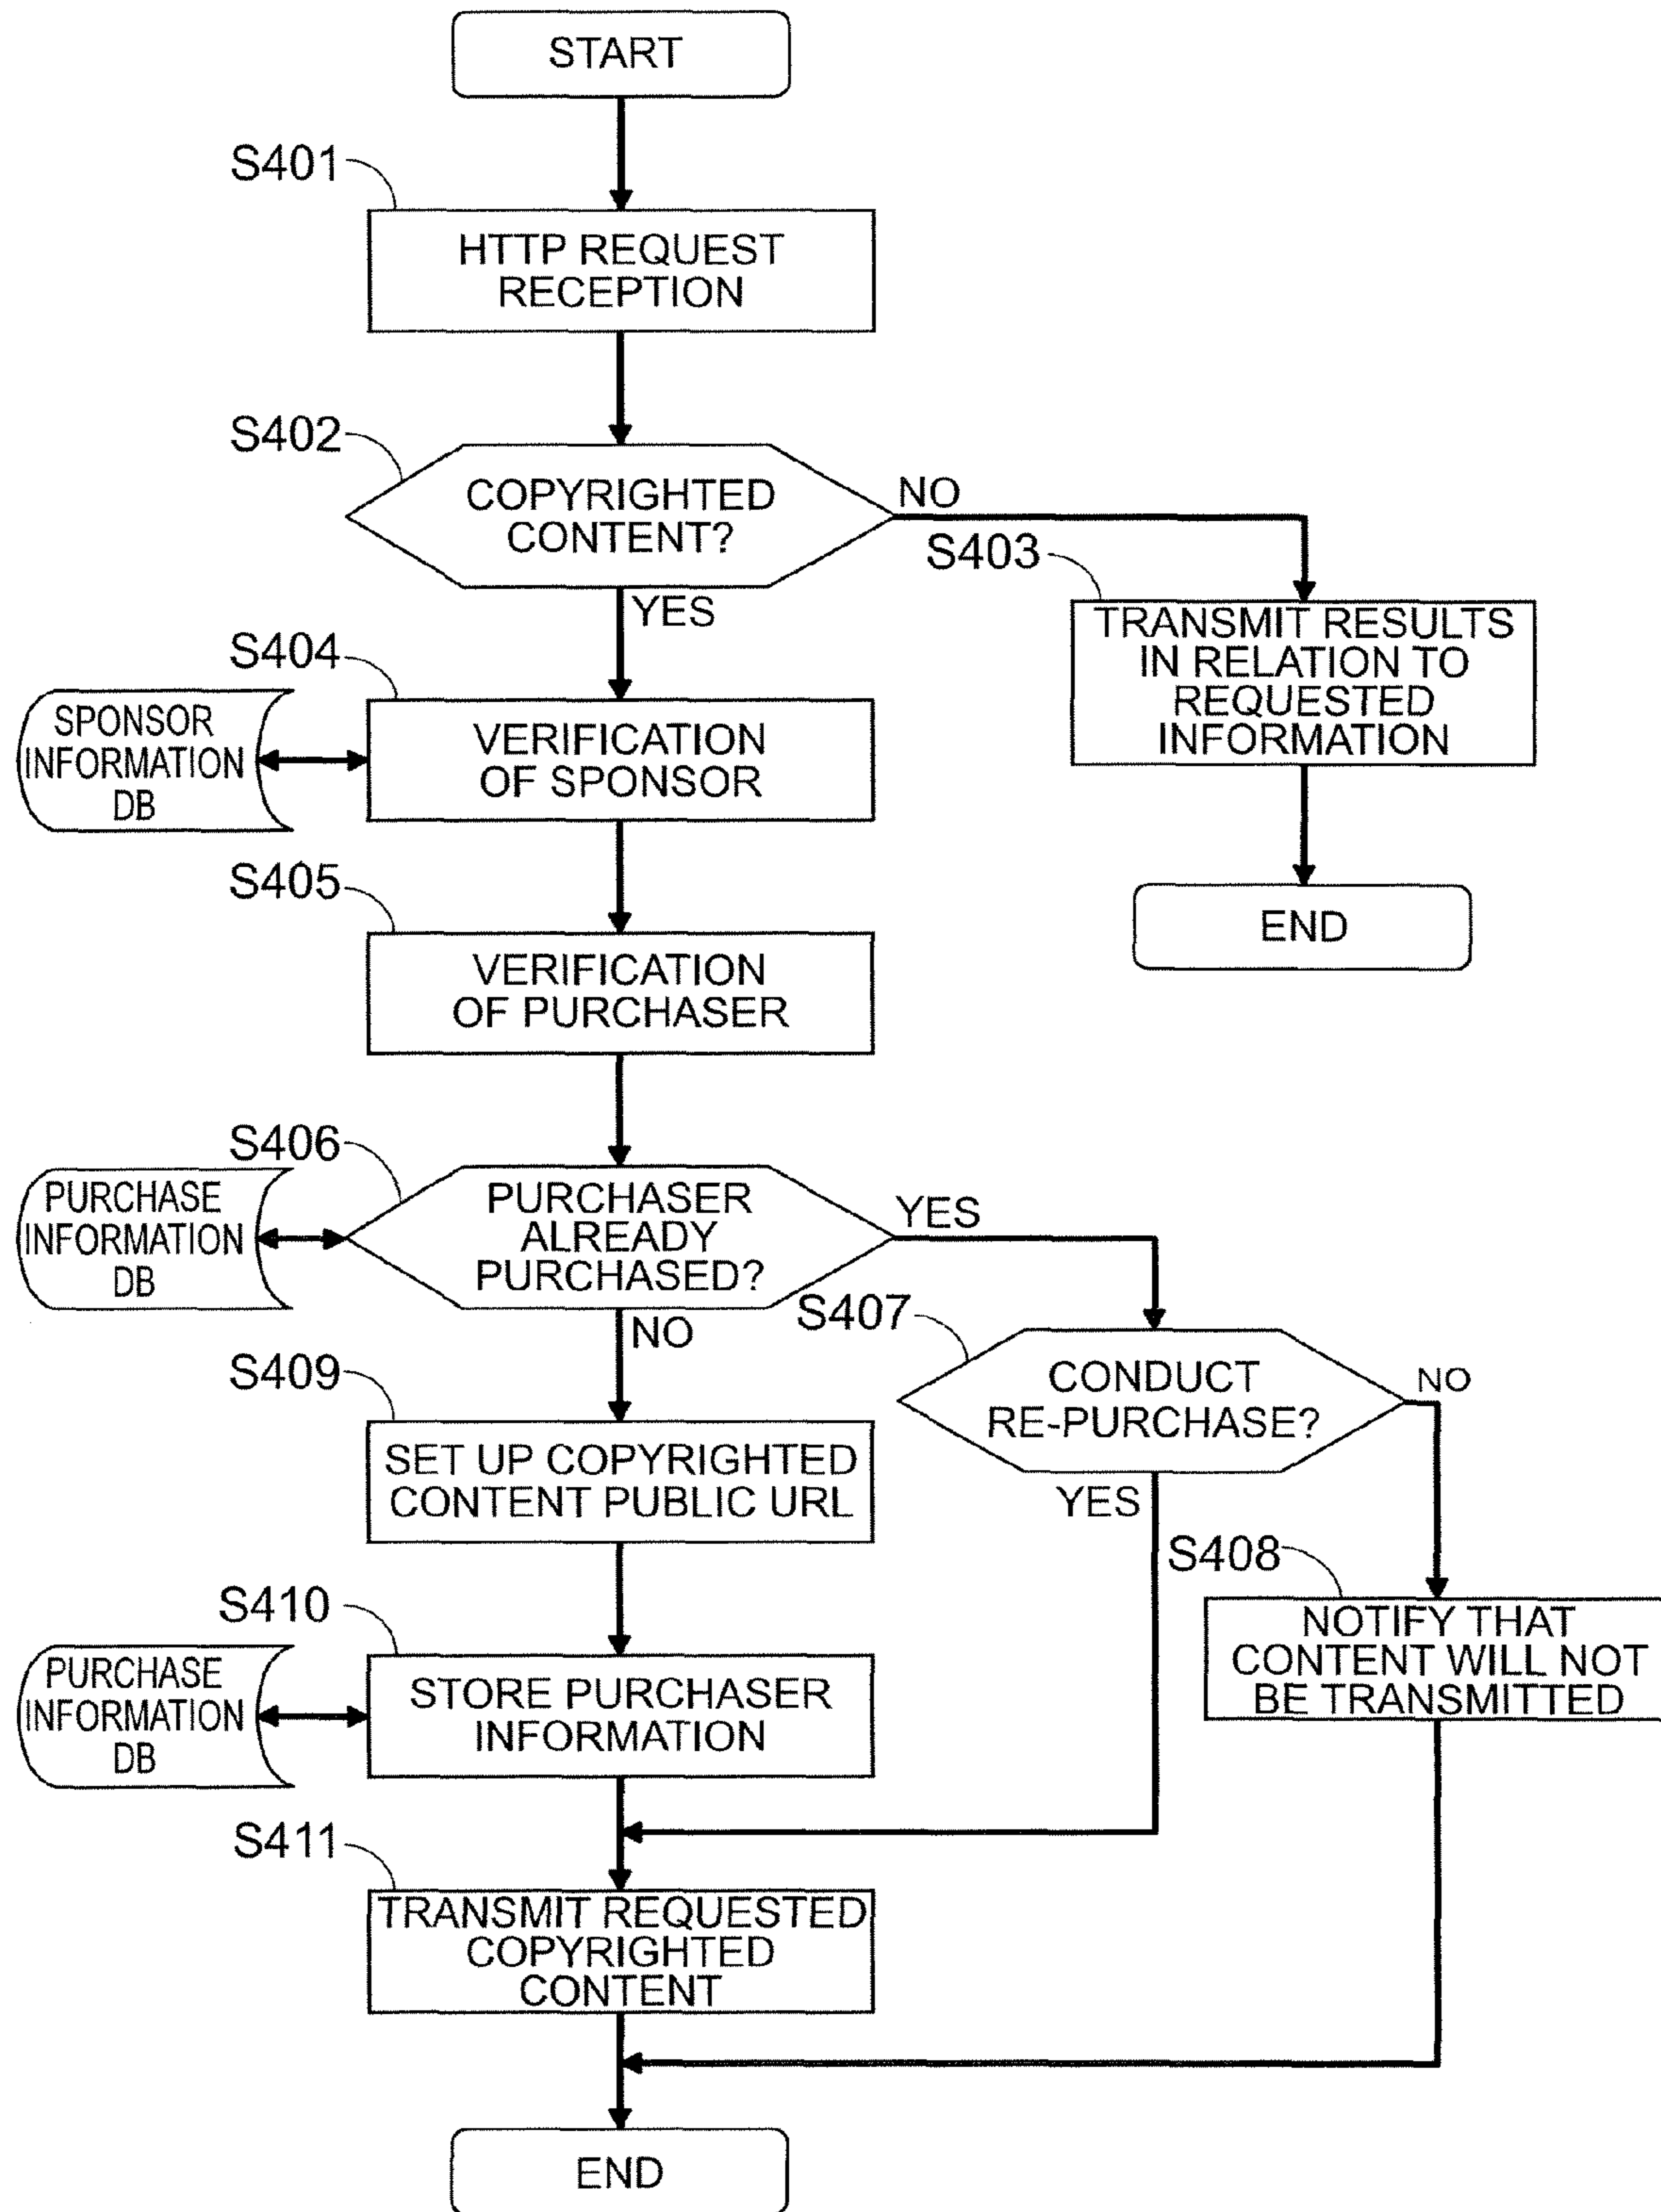 START
S401
HTTP REQUEST
RECEPTION
S402
COPYRIGHTED
CONTENT?
NO
YES
S403
TRANSMIT RESULTS
IN RELATION TO
REQUESTED
INFORMATION
END
S404
SPONSOR
INFORMATION
DB
VERIFICATION
OF SPONSOR
S405
VERIFICATION
OF PURCHASER
S406
PURCHASE
INFORMATION
DB
PURCHASER
ALREADY
PURCHASED?
YES
NO
S407
CONDUCT
RE-PURCHASE?
NO
YES
S408
NOTIFY THAT
CONTENT WILL NOT
BE TRANSMITTED
S409
SET UP COPYRIGHTED
CONTENT PUBLIC URL
S410
PURCHASE
INFORMATION
DB
STORE PURCHASER
INFORMATION
S411
TRANSMIT REQUESTED
COPYRIGHTED
CONTENT
END